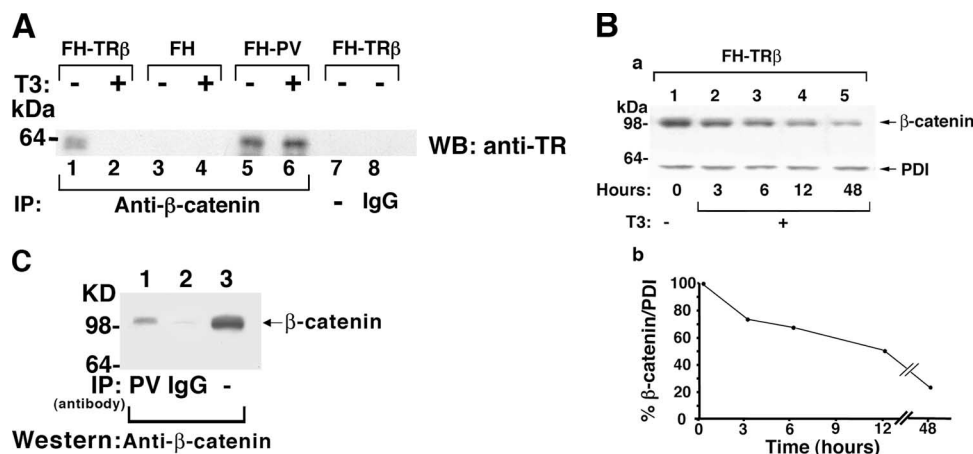 A
FH-TRβ FH FH-PV FH-TRβ
T3: - + - + - + - -
kDa
64
WB: anti-TR
1 2 3 4 5 6 7 8
IP: Anti-β-catenin - IgG
B
a
FH-TRβ
1 2 3 4 5
kDa
98- β-catenin
64-
PDI
Hours: 0 3 6 12 48
T3: - +
C
1 2 3
KD
98- β-catenin
64-
IP: PV IgG -
(antibody)
Western: Anti-β-catenin
b
% β-catenin/PDI
100
80
60
40
20
0
0 3 6 9 12 48
Time (hours)